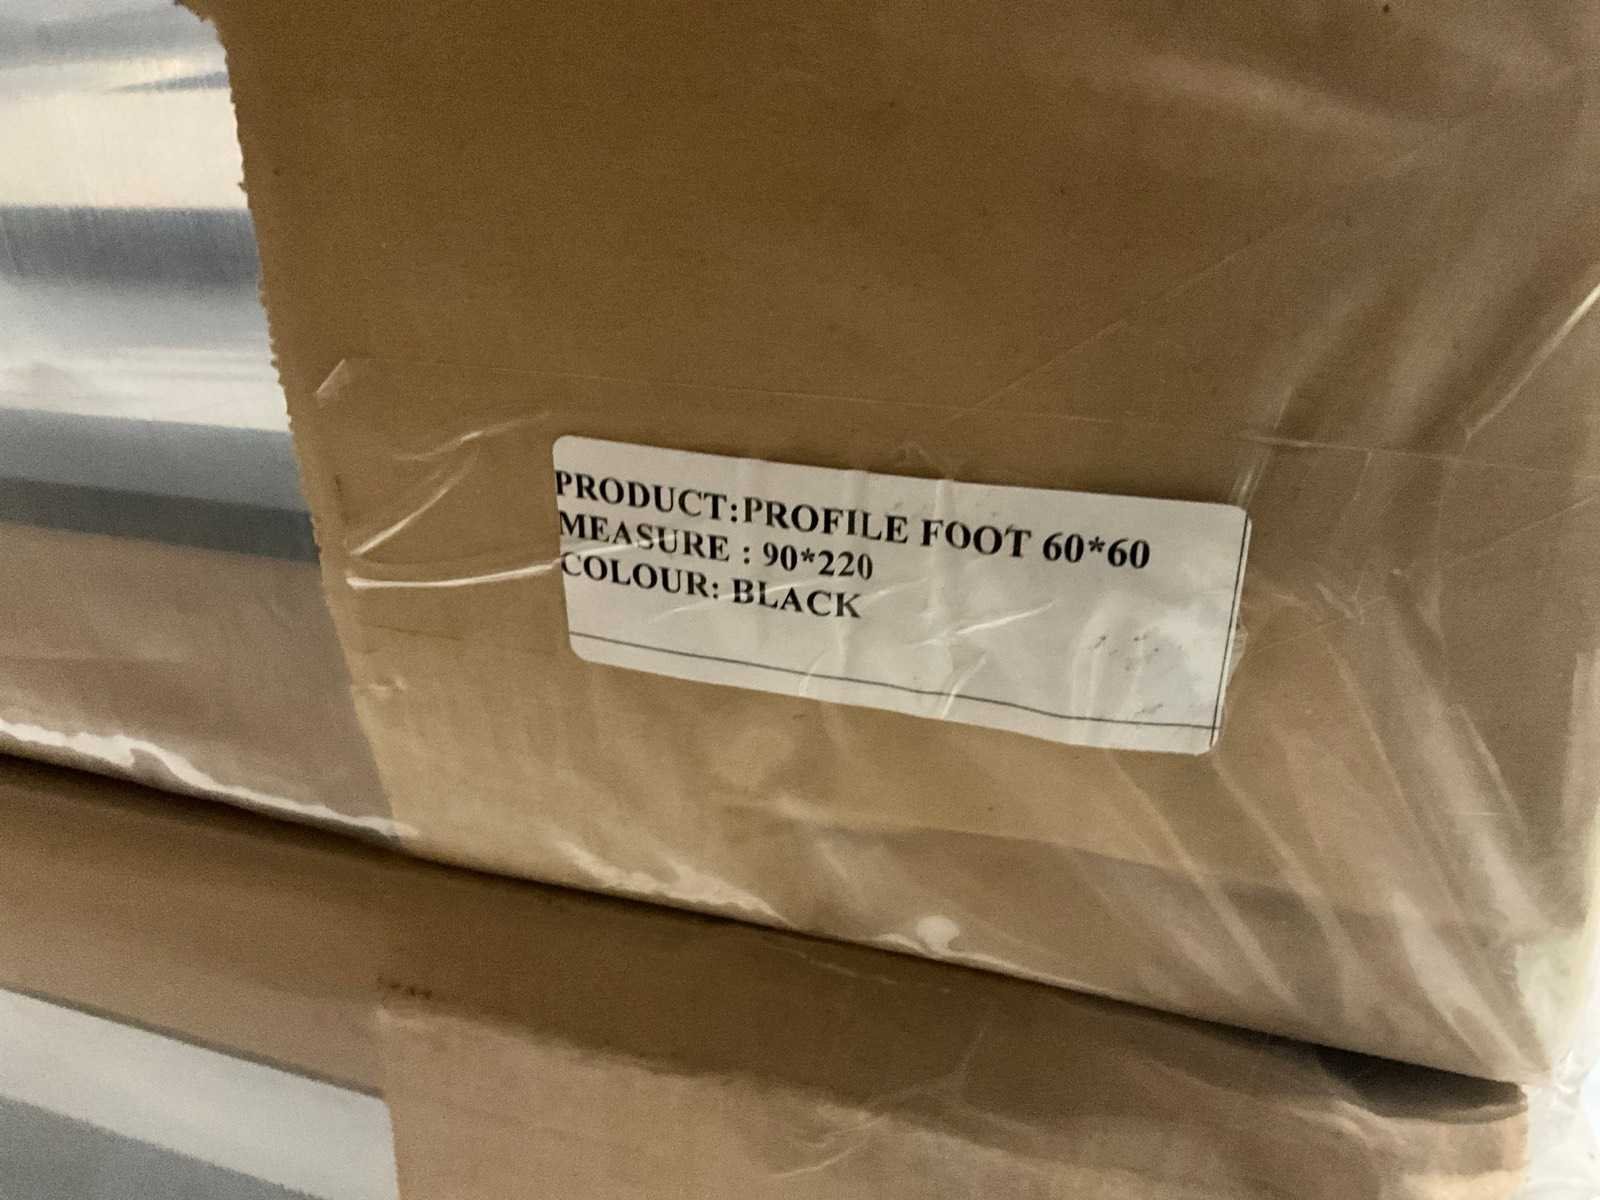 PRODUCT:PROFILE FOOT 60*60
MEASURE : 90*220
COLOUR: BLACK